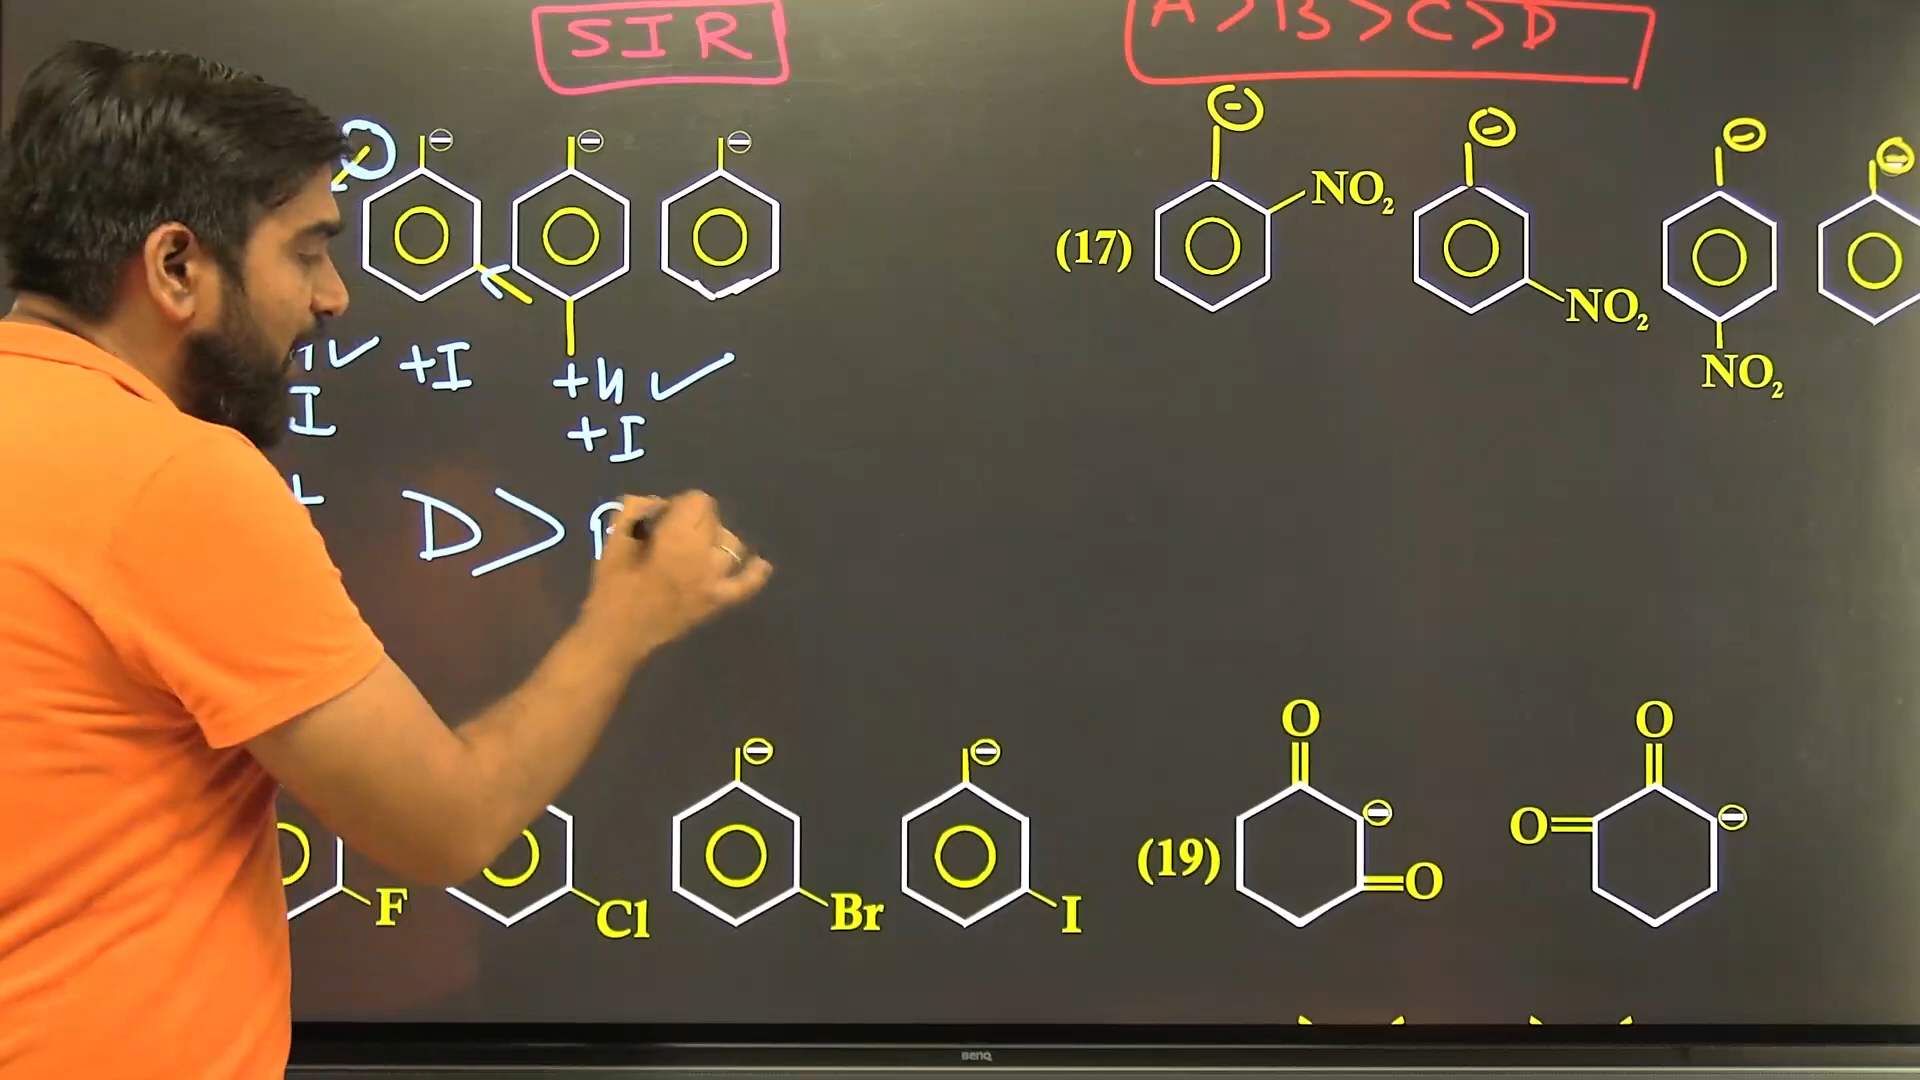 SIR
A > B > C > D
⊖ ⊖ ⊖
+I
+H ✓
I
+I
D >
(17)
⊖ ⊖ ⊖ ⊖
NO₂
NO₂
NO₂
⊖ ⊖
F
Cl
Br
I
(19)
O
⊖
O
O
O
⊖
BenQ